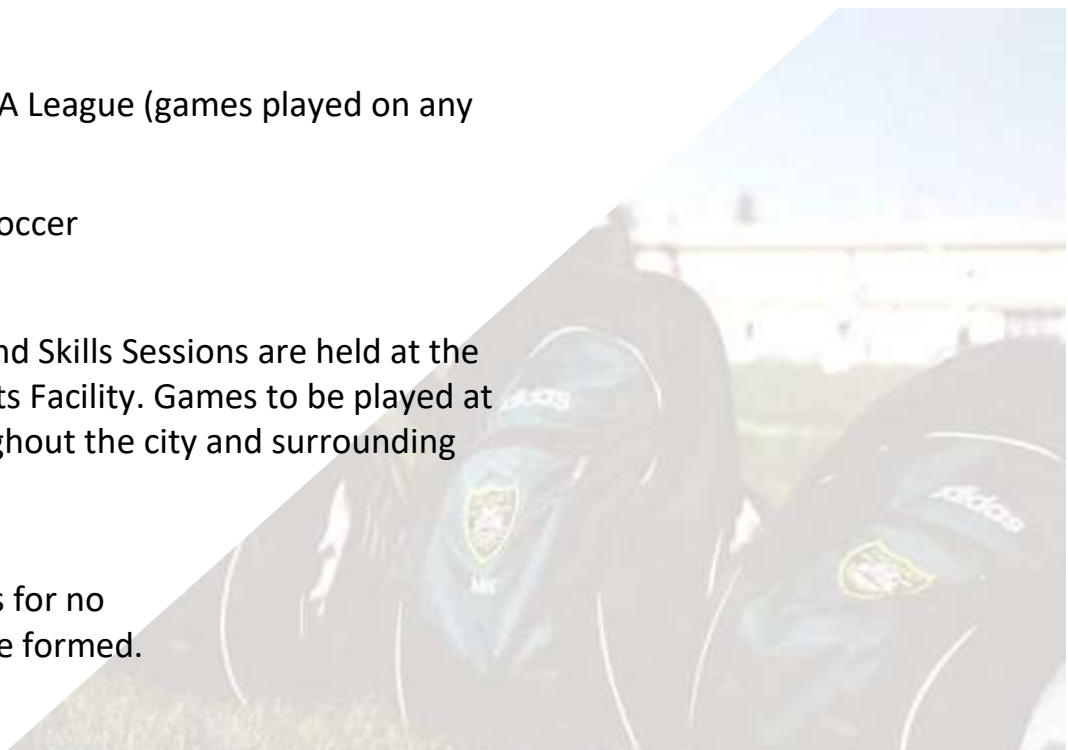 A League (games played on any
occer
nd Skills Sessions are held at the
ts Facility. Games to be played at
ghout the city and surrounding
s for no
e formed.
adidas
adidas